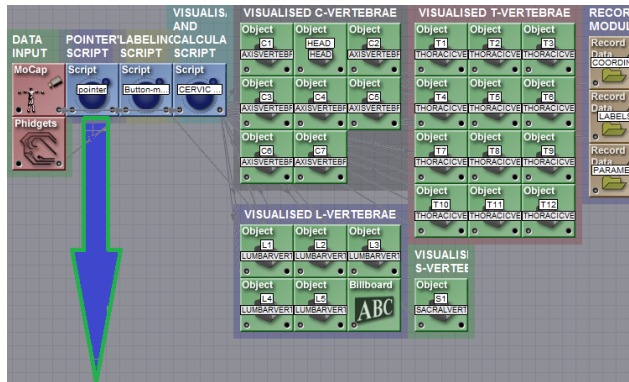 DATA
INPUT
MoCap
Phidgets
POINTER
SCRIPT
Script
pointer
LABELING
SCRIPT
Script
Button-m...
VISUALIS
AND
CALCULA
SCRIPT
Script
CERVIC ...
VISUALISED C-VERTEBRAE
Object Object Object
C1 HEAD C2
AXISVERTEBF HEAD AXISVERTEBF
Object Object Object
C3 C4 C5
AXISVERTEBF AXISVERTEBF AXISVERTEBF
Object Object
C6 C7
AXISVERTEBF AXISVERTEBF
VISUALISED T-VERTEBRAE
Object Object Object
T1 T2 T3
THORACICVE THORACICVE THORACICVE
Object Object Object
T4 T5 T6
THORACICVE THORACICVE THORACICVE
Object Object Object
T7 T8 T9
THORACICVE THORACICVE THORACICVE
Object Object Object
T10 T11 T12
THORACICVE THORACICVE THORACICVE
RECOR
MODUL
Record
Data
COORDIN
Record
LABELS
Record
Data
PARAME
VISUALISED L-VERTEBRAE
Object Object Object
L1 L2 L3
LUMBARVERT LUMBARVERT LUMBARVERT
Object Object Billboard
L4 L5 ABC
LUMBARVERT LUMBARVERT
VISUALIS
S-VERTEE
Object
S1
SACRALVERT